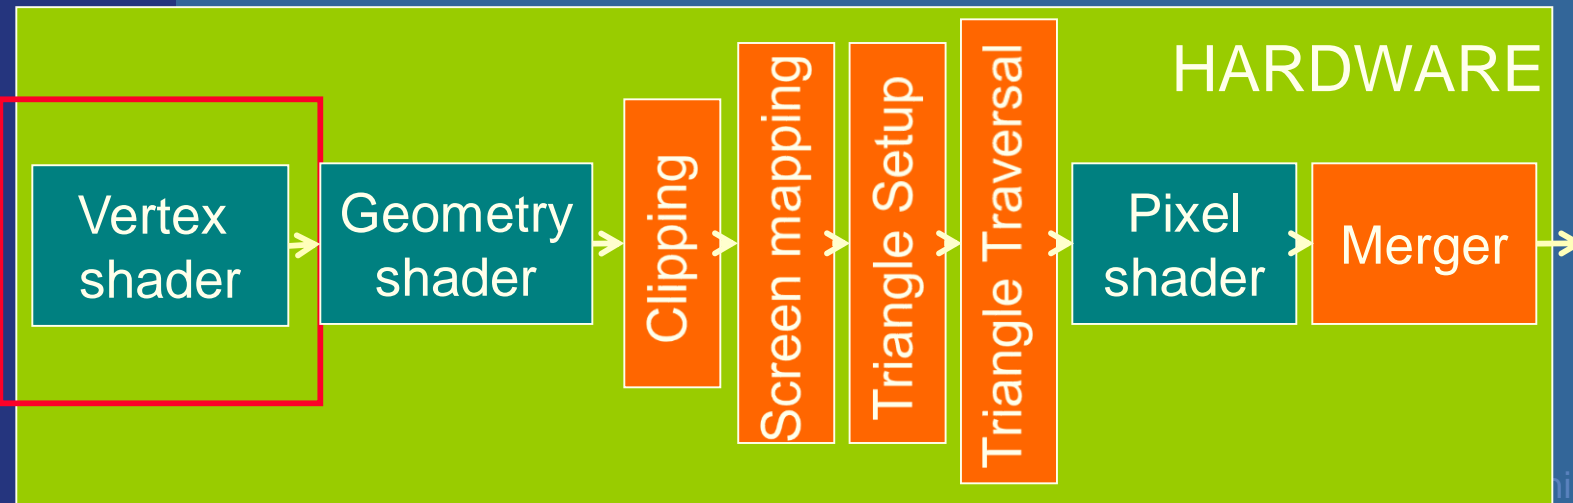 HARDWARE
Vertex
shader
Geometry
shader
Clipping
Screen mapping
Triangle Setup
Triangle Traversal
Pixel
shader
Merger